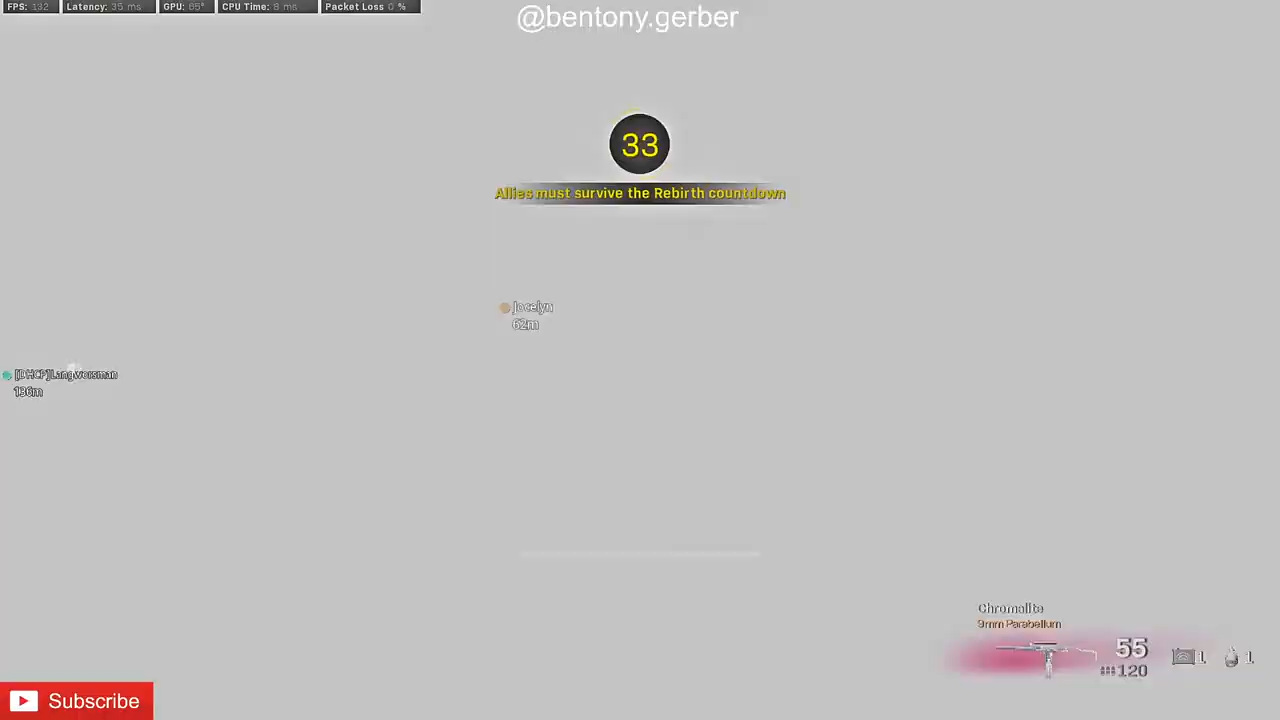 FPS: 132 Latency: 35 ms GPU: 65° CPU Time: 8 ms Packet Loss 0 %
@bentony.gerber
33
Allies must survive the Rebirth countdown
Jocelyn
62m
136m
Chromalite
9mm Parabellum
55
120
1 1
Subscribe